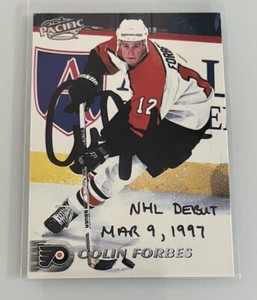 PACIFIC
FORBES
12
NHL DEBUT
MAR 9, 1997
COLIN FORBES